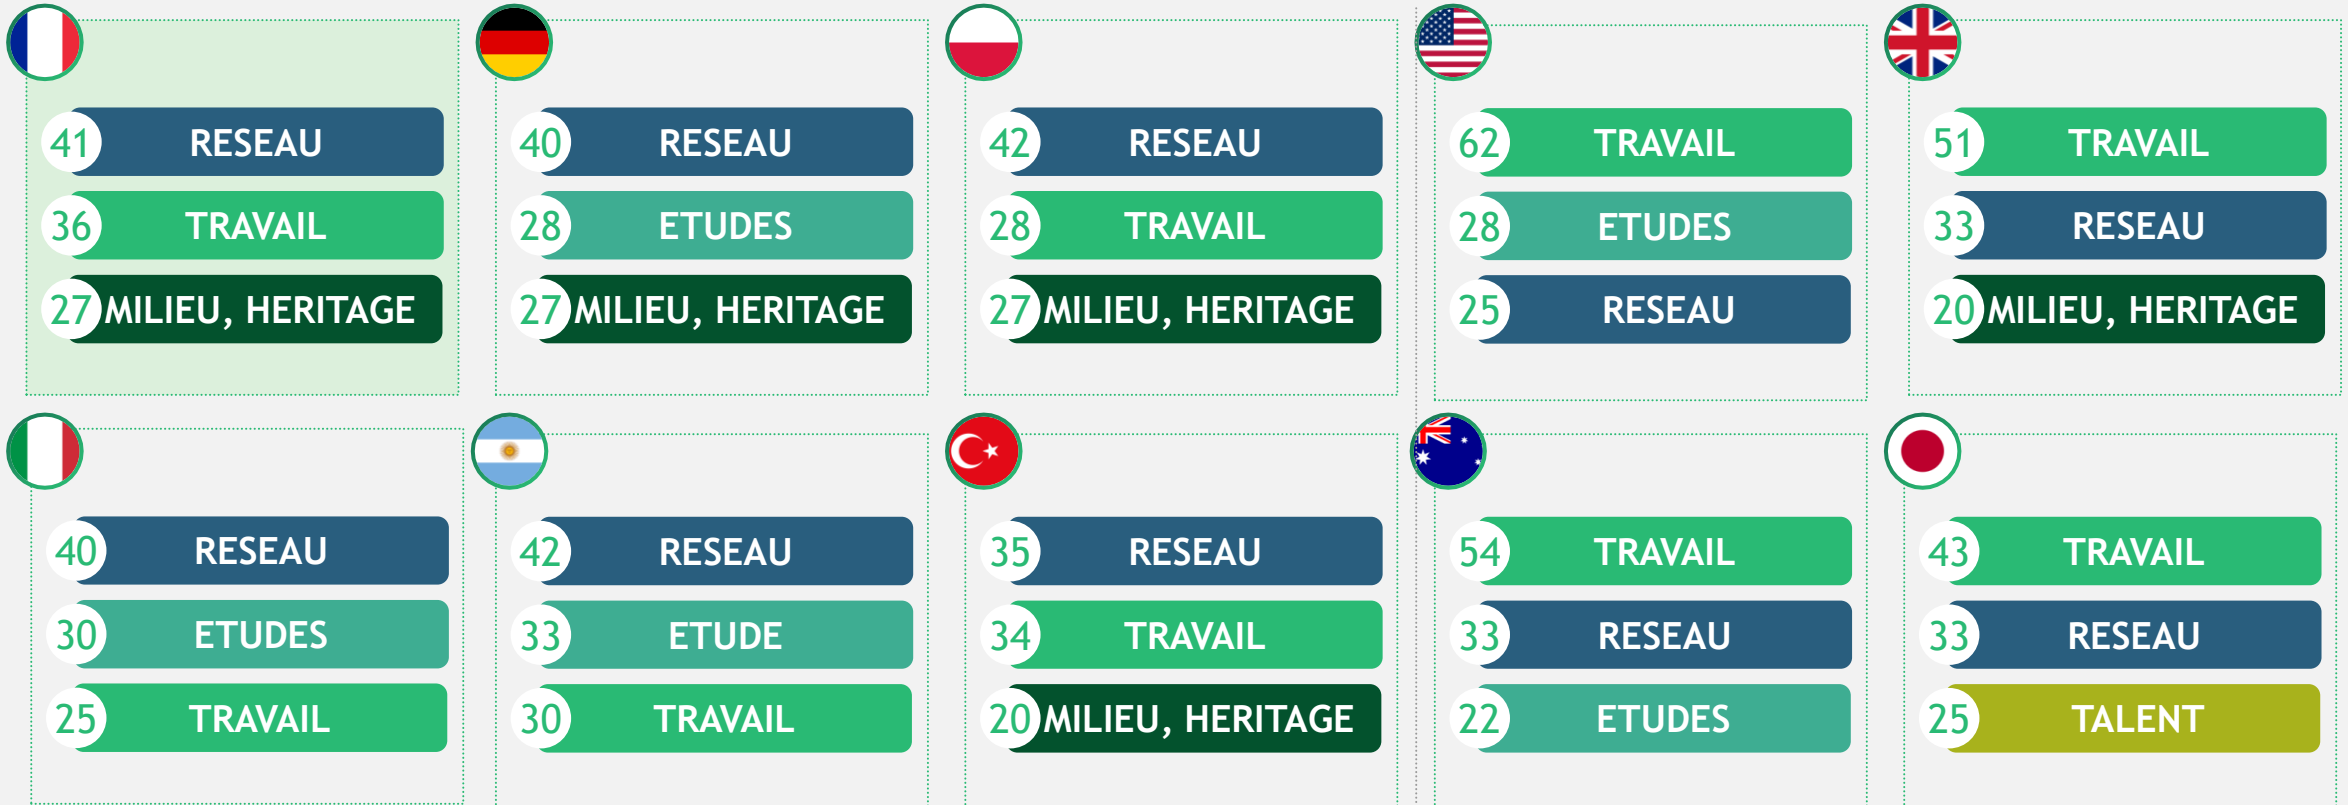 41 RESEAU
36 TRAVAIL
27 MILIEU, HERITAGE
40 RESEAU
28 ETUDES
27 MILIEU, HERITAGE
42 RESEAU
28 TRAVAIL
27 MILIEU, HERITAGE
62 TRAVAIL
28 ETUDES
25 RESEAU
51 TRAVAIL
33 RESEAU
20 MILIEU, HERITAGE
40 RESEAU
30 ETUDES
25 TRAVAIL
42 RESEAU
33 ETUDE
30 TRAVAIL
35 RESEAU
34 TRAVAIL
20 MILIEU, HERITAGE
54 TRAVAIL
33 RESEAU
22 ETUDES
43 TRAVAIL
33 RESEAU
25 TALENT